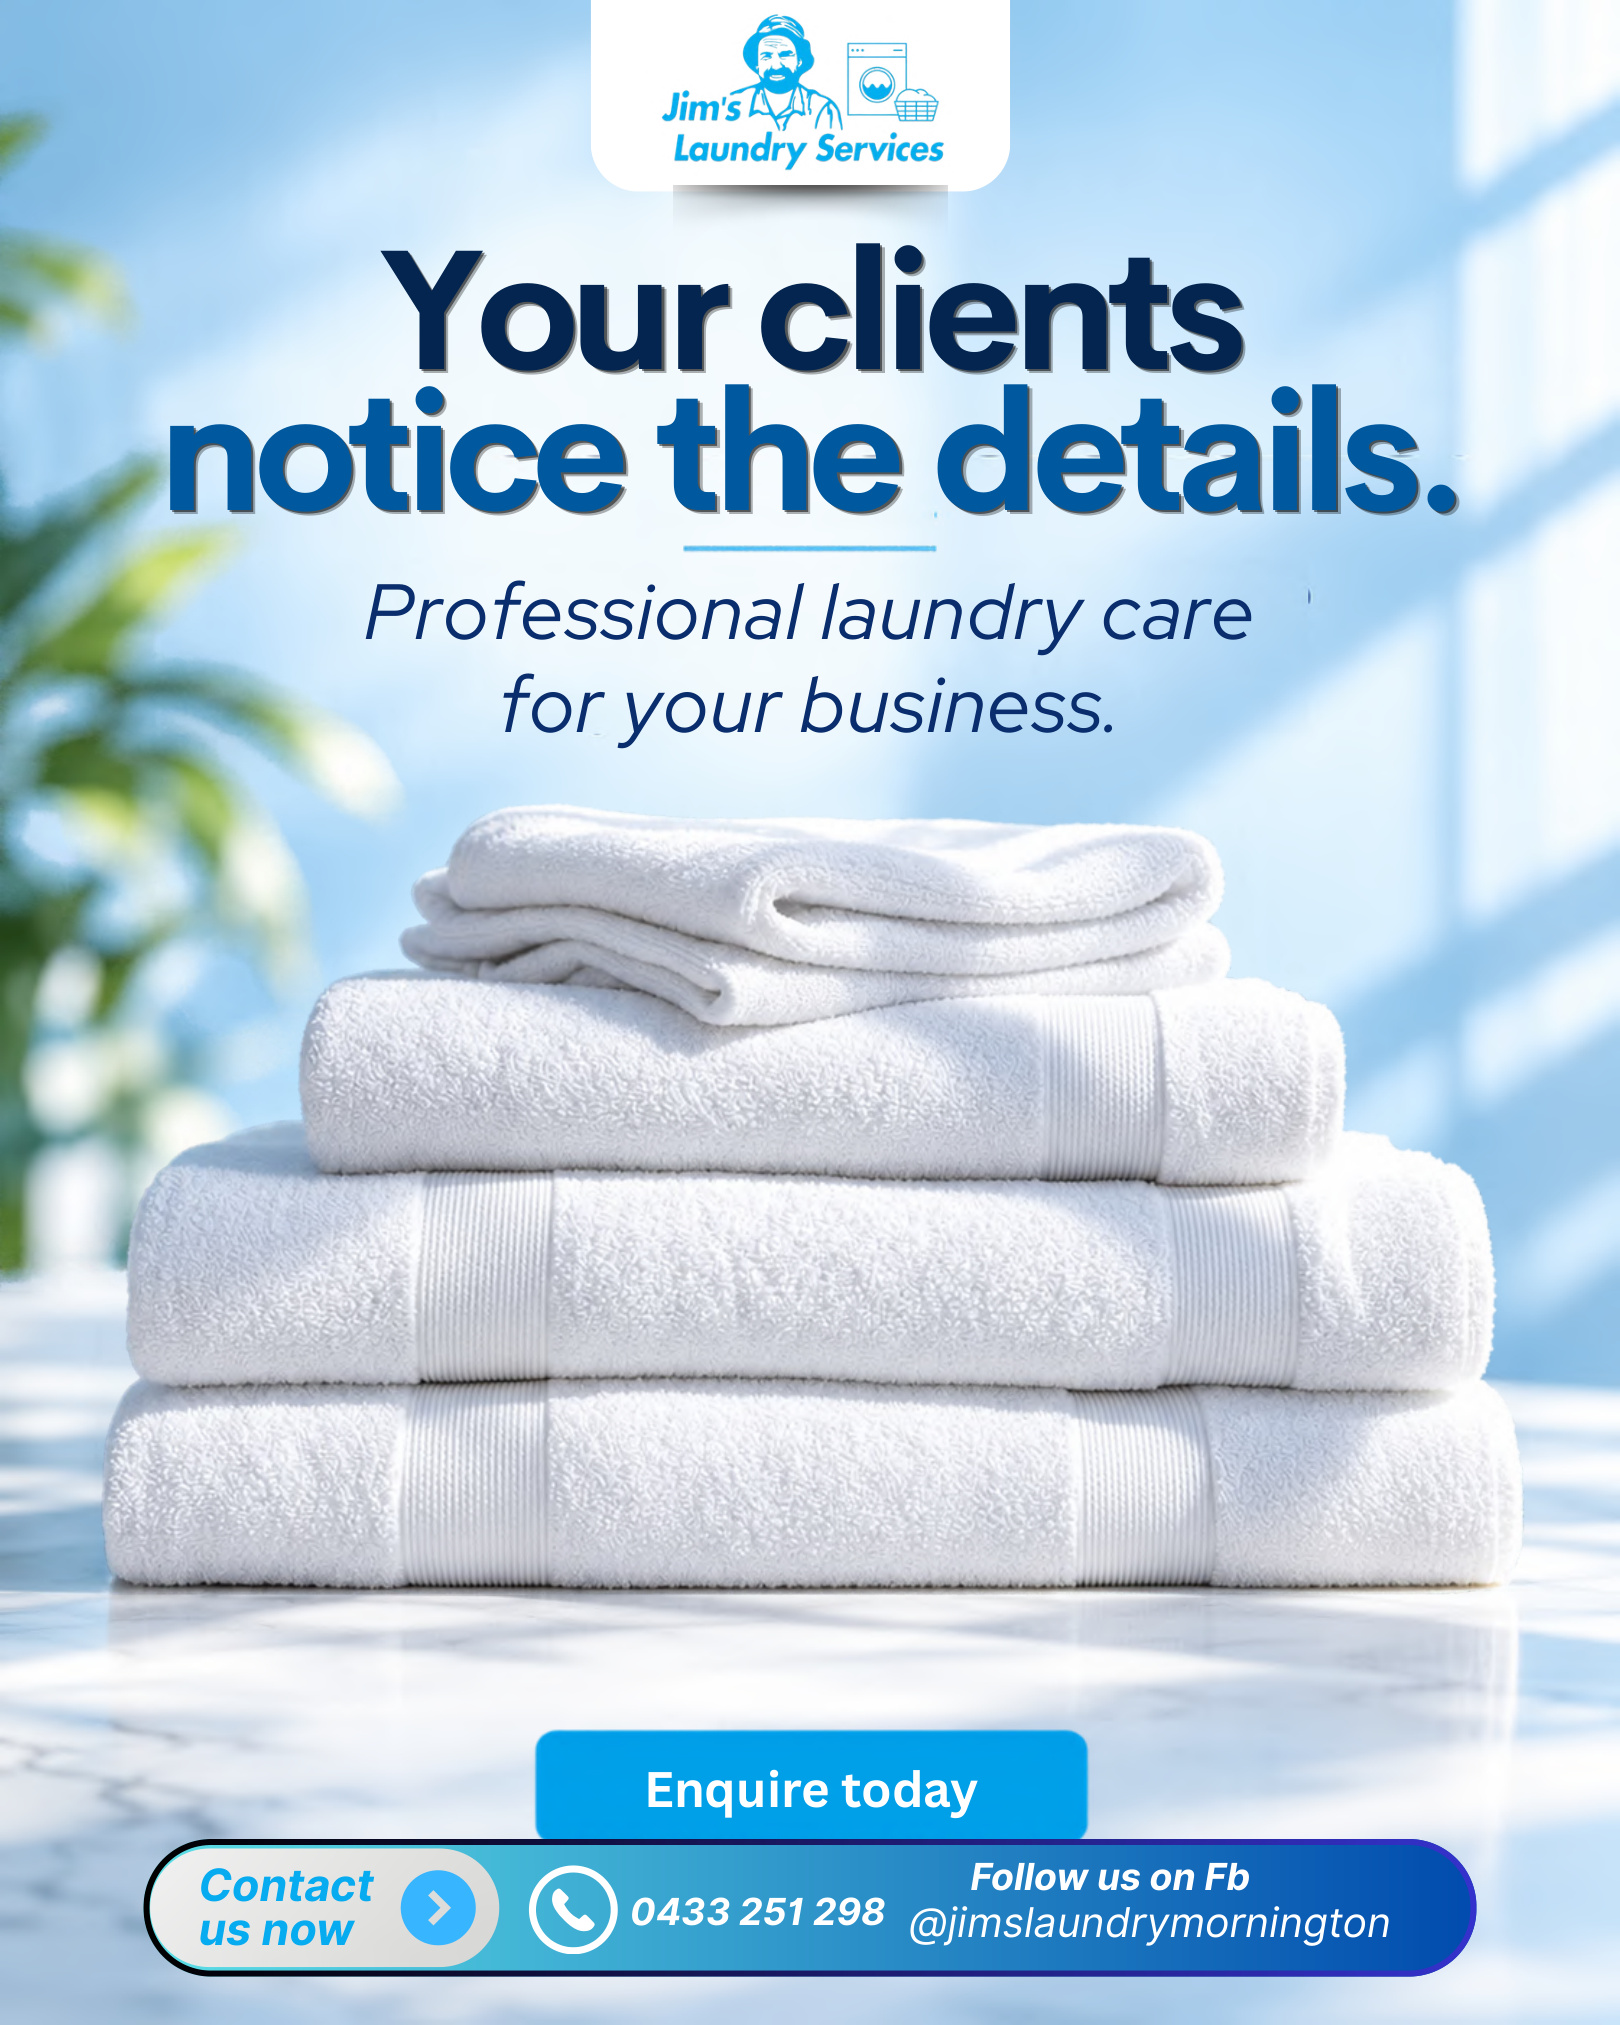 Jim's
Laundry Services
Your clients
notice the details.
Professional laundry care
for your business.
Enquire today
Contact
us now
0433 251 298
Follow us on Fb
@jimslaundrymornington